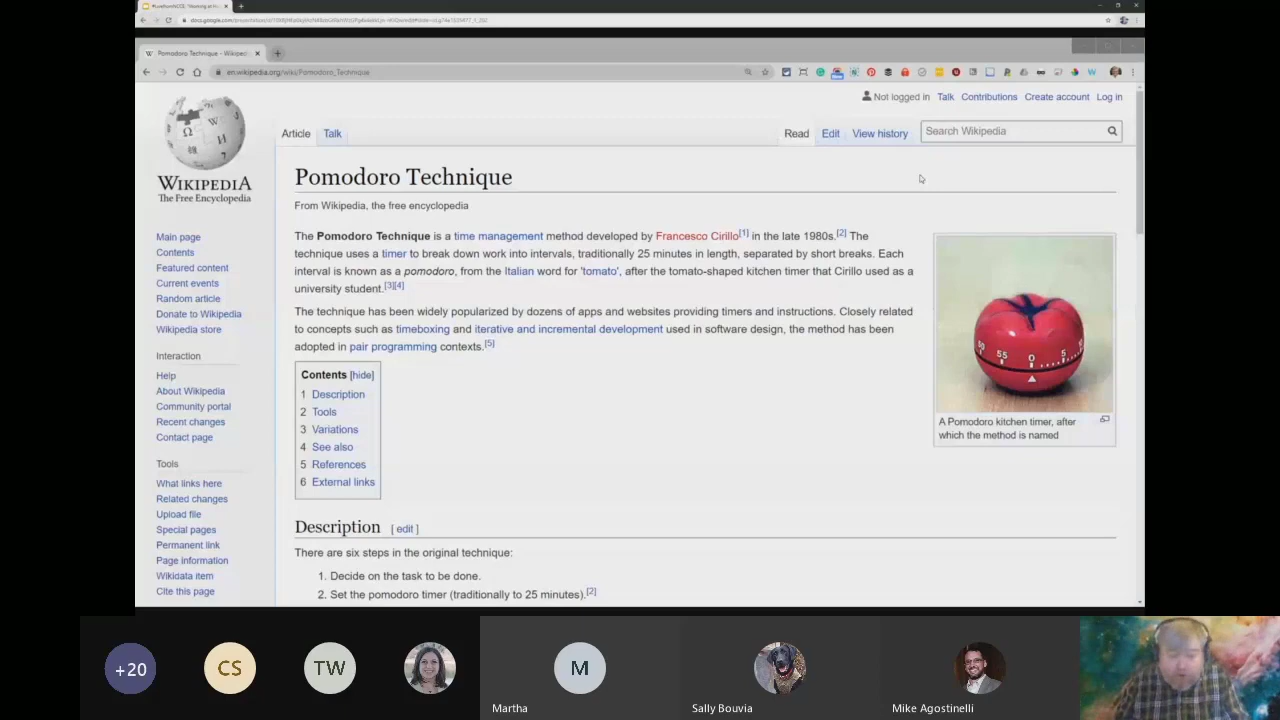 #LiveFromNCCE
docs.google.com/presentation/d/
Pomodoro Technique - Wikiped
en.wikipedia.org/wiki/Pomodoro_Technique
Not logged in Talk Contributions Create account Log in
Article Talk Read Edit View history Search Wikipedia
WIKIPEDIA
The Free Encyclopedia
Main page
Contents
Featured content
Current events
Random article
Donate to Wikipedia
Wikipedia store
Interaction
Help
About Wikipedia
Community portal
Recent changes
Contact page
Tools
What links here
Related changes
Upload file
Special pages
Permanent link
Page information
Wikidata item
Cite this page
Pomodoro Technique
From Wikipedia, the free encyclopedia
The Pomodoro Technique is a time management method developed by Francesco Cirillo[1] in the late 1980s.[2] The
technique uses a timer to break down work into intervals, traditionally 25 minutes in length, separated by short breaks. Each
interval is known as a pomodoro, from the Italian word for 'tomato', after the tomato-shaped kitchen timer that Cirillo used as a
university student.[3][4]
The technique has been widely popularized by dozens of apps and websites providing timers and instructions. Closely related
to concepts such as timeboxing and iterative and incremental development used in software design, the method has been
adopted in pair programming contexts.[5]
50 55 0 5
A Pomodoro kitchen timer, after
which the method is named
Contents [hide]
1 Description
2 Tools
3 Variations
4 See also
5 References
6 External links
Description [ edit ]
There are six steps in the original technique:
1. Decide on the task to be done.
2. Set the pomodoro timer (traditionally to 25 minutes).[2]
+20 CS TW M
Martha Sally Bouvia Mike Agostinelli